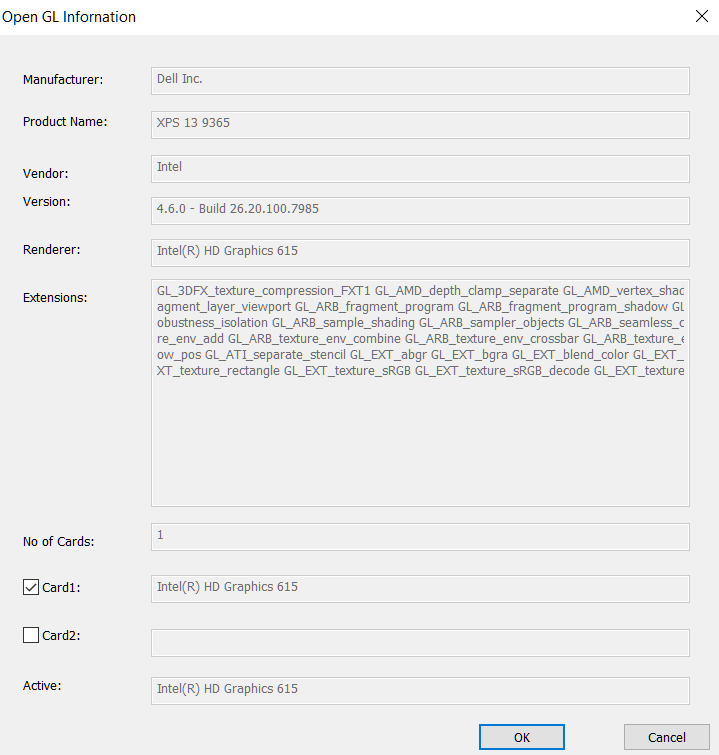 Open GL Infornation
Manufacturer: Dell Inc.
Product Name: XPS 13 9365
Vendor: Intel
Version: 4.6.0 - Build 26.20.100.7985
Renderer: Intel(R) HD Graphics 615
Extensions: GL_3DFX_texture_compression_FXT1 GL_AMD_depth_clamp_separate GL_AMD_vertex_shad
agment_layer_viewport GL_ARB_fragment_program GL_ARB_fragment_program_shadow GL
obustness_isolation GL_ARB_sample_shading GL_ARB_sampler_objects GL_ARB_seamless_c
re_env_add GL_ARB_texture_env_combine GL_ARB_texture_env_crossbar GL_ARB_texture_e
ow_pos GL_ATI_separate_stencil GL_EXT_abgr GL_EXT_bgra GL_EXT_blend_color GL_EXT_
XT_texture_rectangle GL_EXT_texture_sRGB GL_EXT_texture_sRGB_decode GL_EXT_texture
No of Cards: 1
Card1: Intel(R) HD Graphics 615
Card2:
Active: Intel(R) HD Graphics 615
OK Cancel